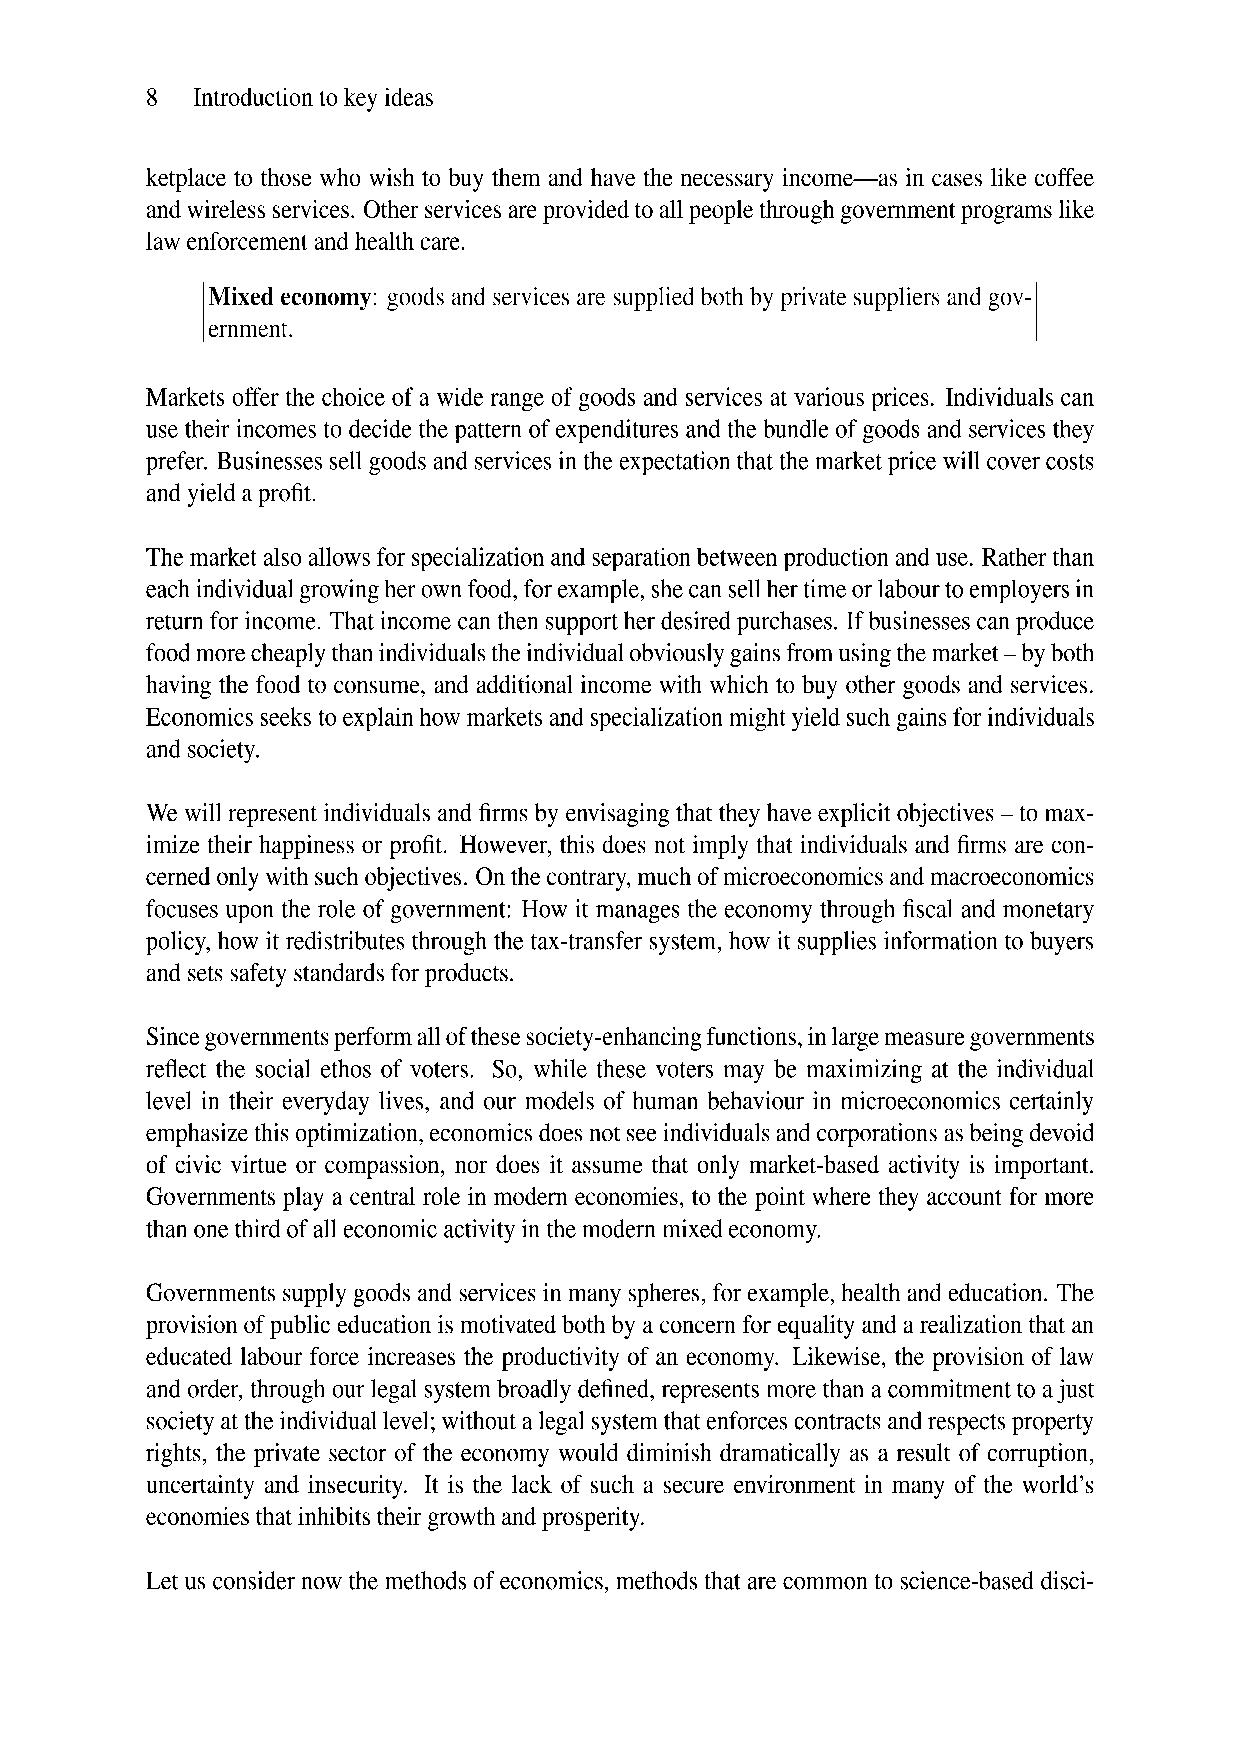 8 Introduction to key ideas
ketplace to those who wish to buy them and have the necessary income—as in cases like coffee
and wireless services. Other services are provided to all people through government programs like
law enforcement and health care.
Mixed economy: goods and services are supplied both by private suppliers and gov-
ernment.
Markets offer the choice of a wide range of goods and services at various prices. Individuals can
use their incomes to decide the pattern of expenditures and the bundle of goods and services they
prefer. Businesses sell goods and services in the expectation that the market price will cover costs
and yield a profit.
The market also allows for specialization and separation between production and use. Rather than
each individual growing her own food, for example, she can sell her time or labour to employers in
return for income. That income can then support her desired purchases. If businesses can produce
food more cheaply than individuals the individual obviously gains from using the market – by both
having the food to consume, and additional income with which to buy other goods and services.
Economics seeks to explain how markets and specialization might yield such gains for individuals
and society.
We will represent individuals and firms by envisaging that they have explicit objectives – to max-
imize their happiness or profit. However, this does not imply that individuals and firms are con-
cerned only with such objectives. On the contrary, much of microeconomics and macroeconomics
focuses upon the role of government: How it manages the economy through fiscal and monetary
policy, how it redistributes through the tax-transfer system, how it supplies information to buyers
and sets safety standards for products.
Since governments perform all of these society-enhancing functions, in large measure governments
reflect the social ethos of voters. So, while these voters may be maximizing at the individual
level in their everyday lives, and our models of human behaviour in microeconomics certainly
emphasize this optimization, economics does not see individuals and corporations as being devoid
of civic virtue or compassion, nor does it assume that only market-based activity is important.
Governments play a central role in modern economies, to the point where they account for more
than one third of all economic activity in the modern mixed economy.
Governments supply goods and services in many spheres, for example, health and education. The
provision of public education is motivated both by a concern for equality and a realization that an
educated labour force increases the productivity of an economy. Likewise, the provision of law
and order, through our legal system broadly defined, represents more than a commitment to a just
society at the individual level; without a legal system that enforces contracts and respects property
rights, the private sector of the economy would diminish dramatically as a result of corruption,
uncertainty and insecurity. It is the lack of such a secure environment in many of the world's
economies that inhibits their growth and prosperity.
Let us consider now the methods of economics, methods that are common to science-based disci-